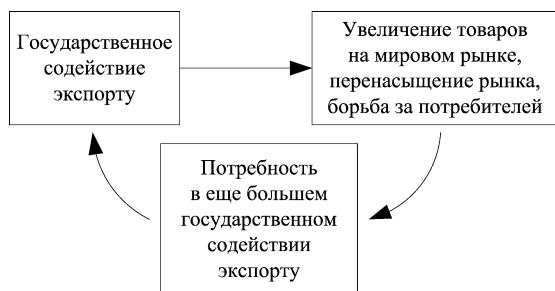 Государственное
содействие
экспорту
Увеличение товаров
на мировом рынке,
перенасыщение рынка,
борьба за потребителей
Потребность
в еще большем
государственном
содействии
экспорту